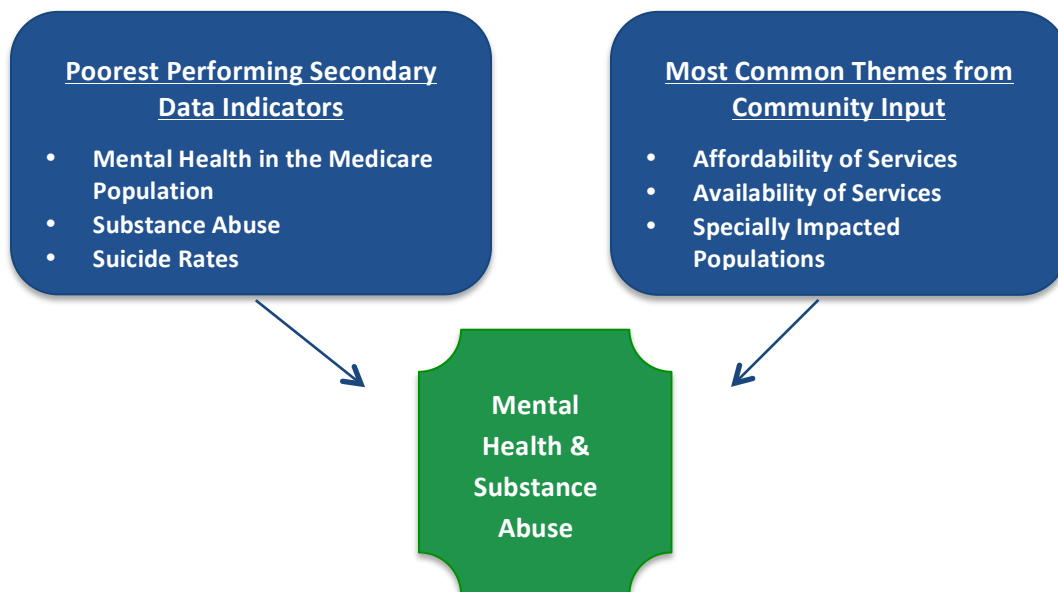 Poorest Performing Secondary
Data Indicators
• Mental Health in the Medicare
Population
• Substance Abuse
• Suicide Rates
Most Common Themes from
Community Input
• Affordability of Services
• Availability of Services
• Specially Impacted
Populations
Mental
Health &
Substance
Abuse